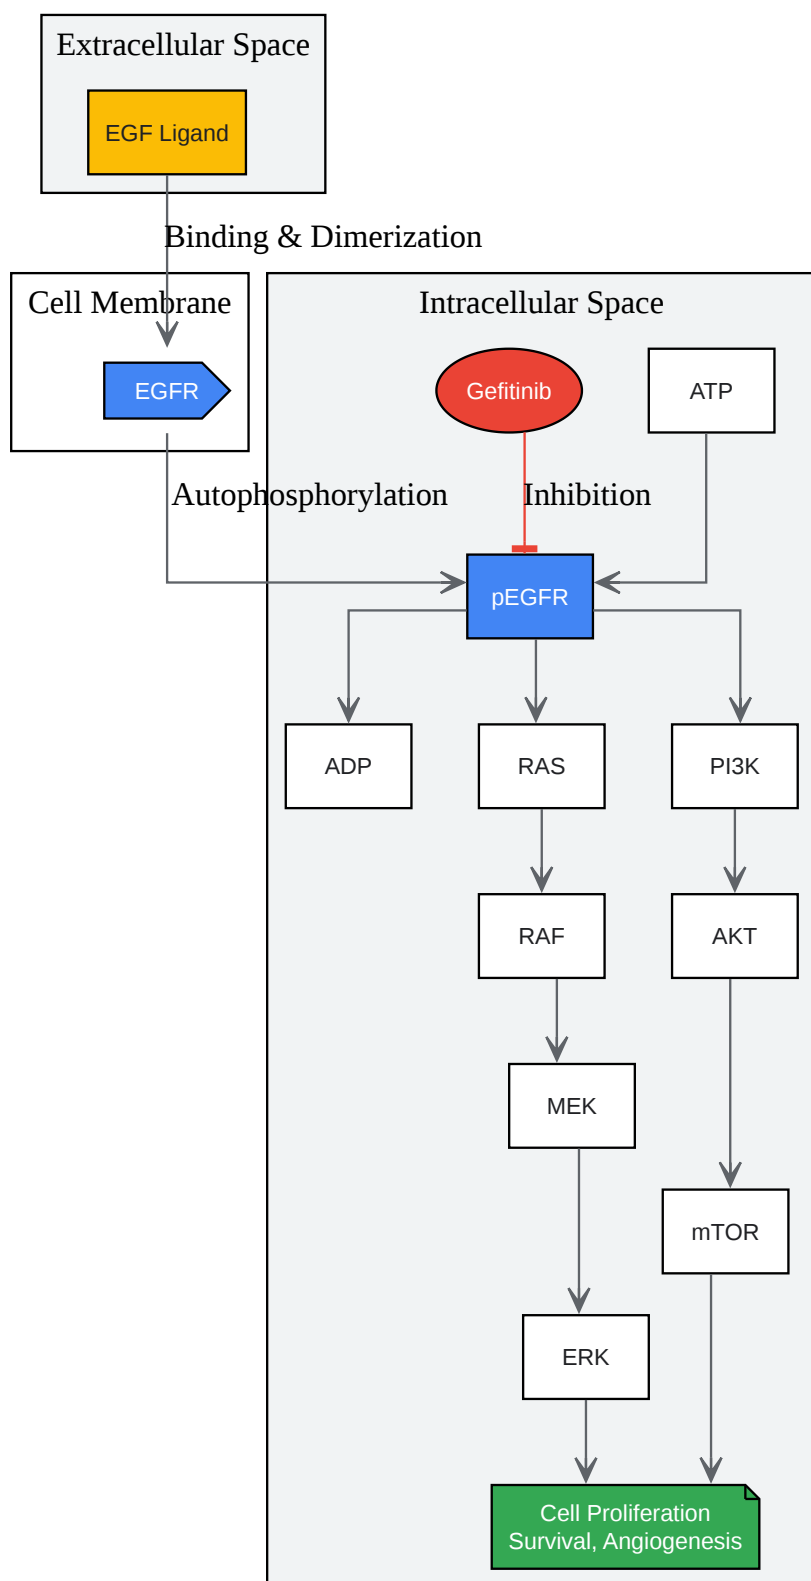 Extracellular Space
EGF Ligand
Binding & Dimerization
Cell Membrane
Intracellular Space
EGFR
Gefitinib
ATP
Autophosphorylation
Inhibition
pEGFR
ADP
RAS
PI3K
RAF
AKT
MEK
mTOR
ERK
Cell Proliferation
Survival, Angiogenesis